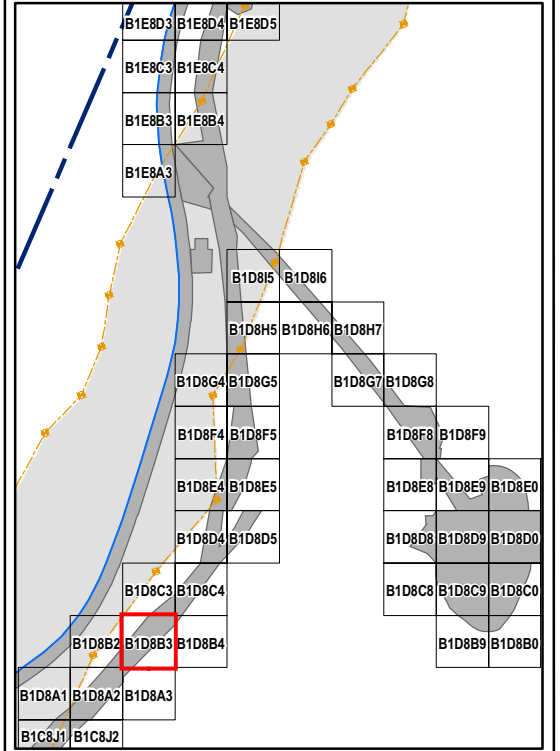 B1E8D3 B1E8D4 B1E8D5
B1E8C3 B1E8C4
B1E8B3 B1E8B4
B1E8A3
B1D8I5 B1D8I6
B1D8H5 B1D8H6 B1D8H7
B1D8G4 B1D8G5 B1D8G7 B1D8G8
B1D8F4 B1D8F5 B1D8F8 B1D8F9
B1D8E4 B1D8E5 B1D8E8 B1D8E9 B1D8E0
B1D8D4 B1D8D5 B1D8D8 B1D8D9 B1D8D0
B1D8C3 B1D8C4 B1D8C8 B1D8C9 B1D8C0
B1D8B2 B1D8B3 B1D8B4 B1D8B9 B1D8B0
B1D8A1 B1D8A2 B1D8A3
B1C8J1 B1C8J2